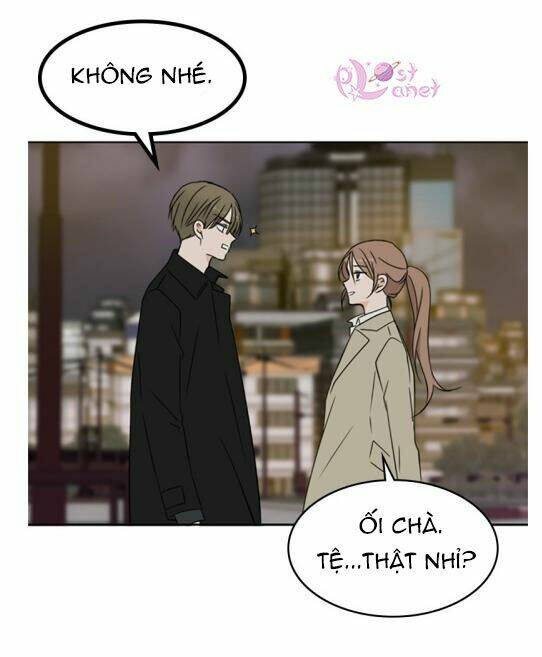 KHÔNG NHÉ.
Lost
Planet
ỐI CHÀ.
TỆ...THẬT NHỈ?